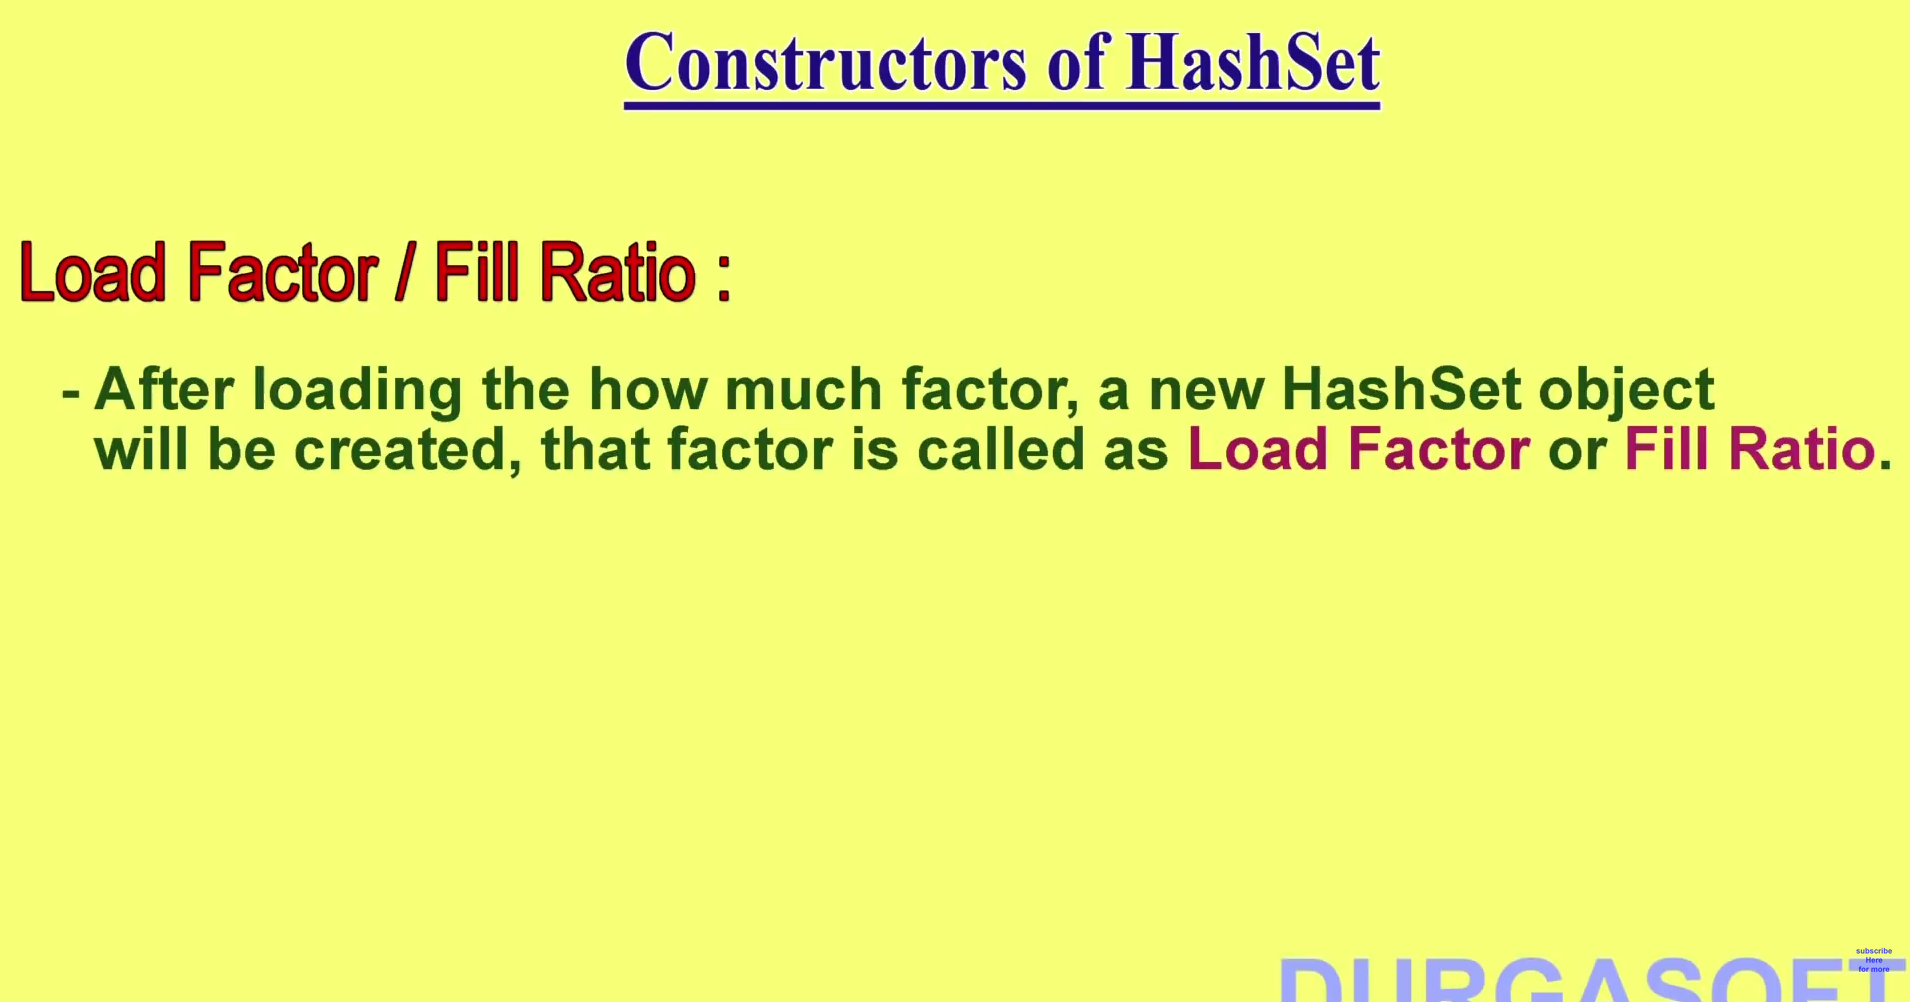 Constructors of HashSet
Load Factor / Fill Ratio :
- After loading the how much factor, a new HashSet object
will be created, that factor is called as Load Factor or Fill Ratio.
subscribe
Here
for more
DURGASOFT